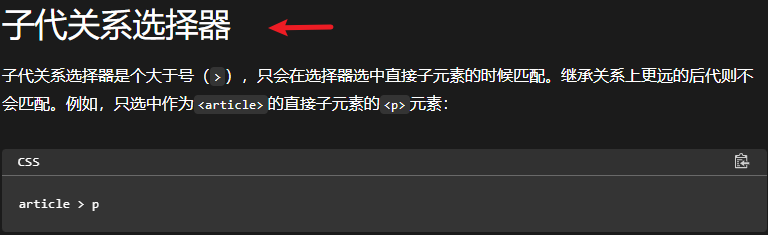 子代关系选择器
子代关系选择器是个大于号（>），只会在选择器选中直接子元素的时候匹配。继承关系上更远的后代则不
会匹配。例如，只选中作为<article>的直接子元素的<p>元素：
CSS
article > p